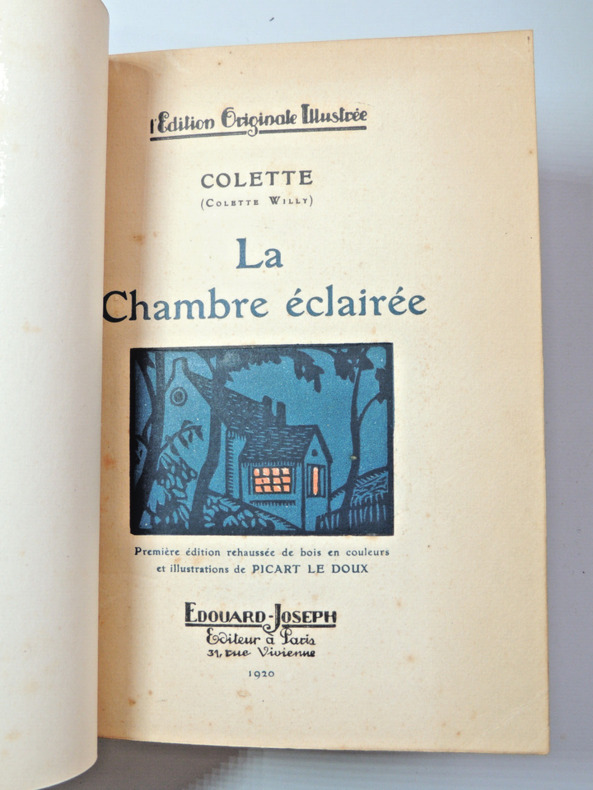 l'Edition Originale Illustrée
COLETTE
(COLETTE WILLY)
La
Chambre éclairée
Première édition rehaussée de bois en couleurs
et illustrations de PICART LE DOUX
EDOUARD-JOSEPH
Editeur à Paris
31, rue Vivienne
1920